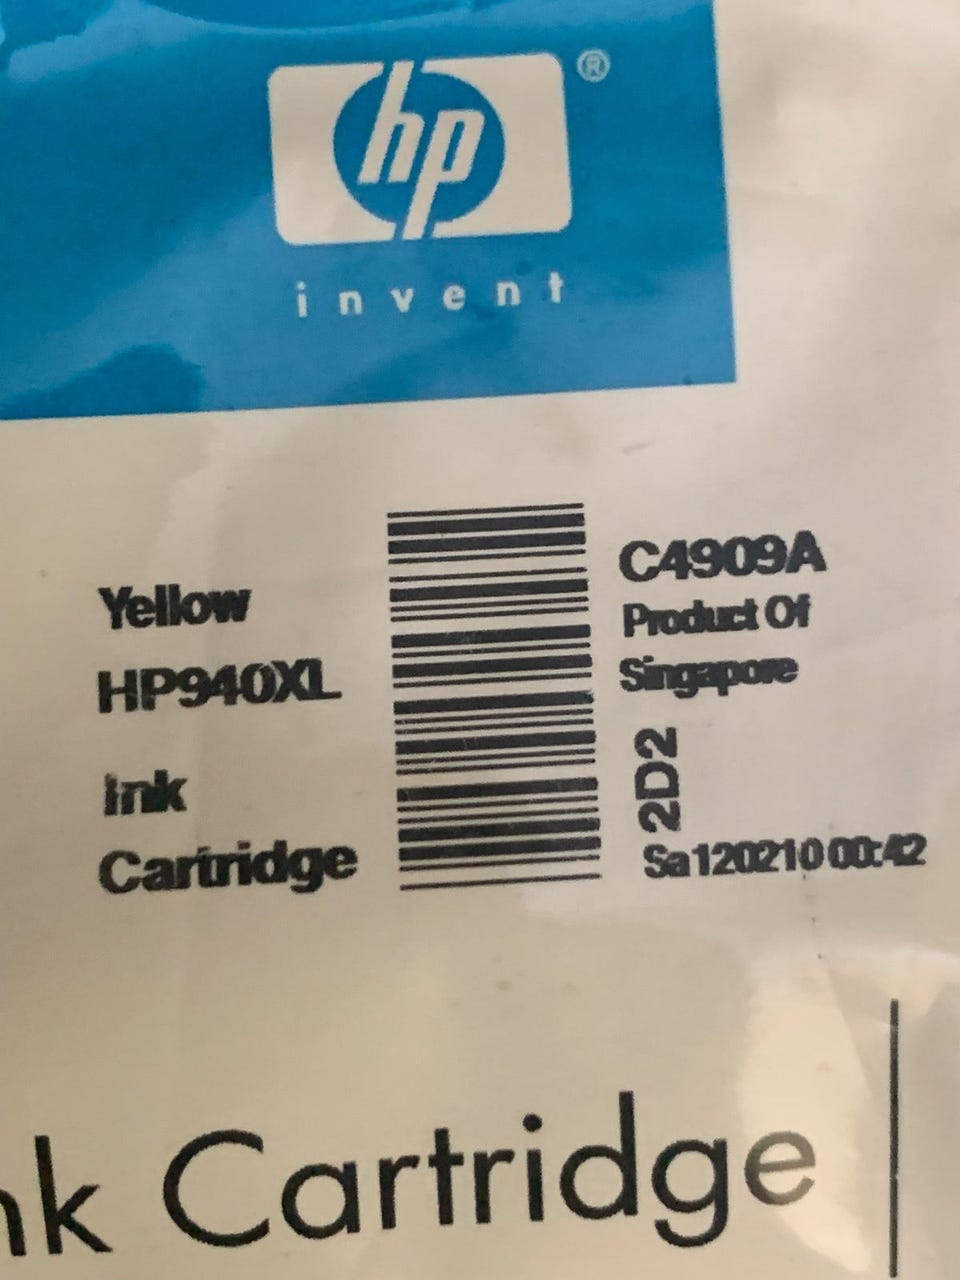 hp ®
invent
Yellow
HP940XL
Ink
Cartridge
C4909A
Product Of
Singapore
2D2
Sa120210 00:42
nk Cartridge